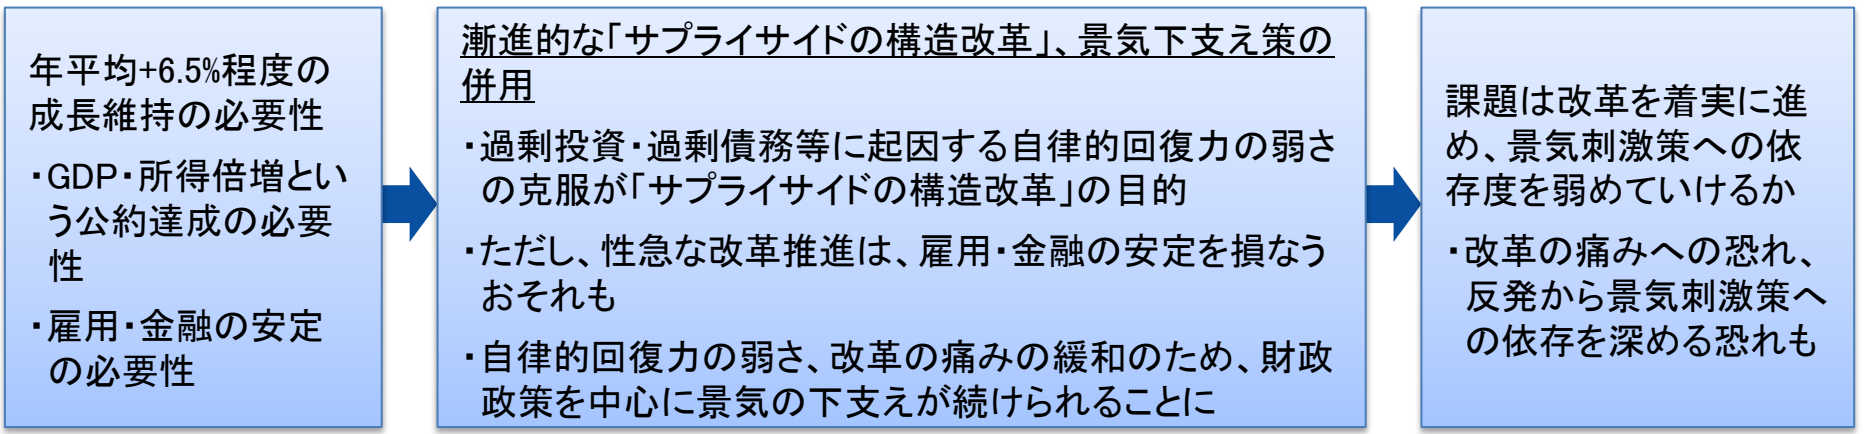 年平均+6.5%程度の
成長維持の必要性
・GDP・所得倍増とい
う公約達成の必要
性
・雇用・金融の安定
の必要性
漸進的な「サプライサイドの構造改革」、景気下支え策の
併用
・過剰投資・過剰債務等に起因する自律的回復力の弱さ
の克服が「サプライサイドの構造改革」の目的
・ただし、性急な改革推進は、雇用・金融の安定を損なう
おそれも
・自律的回復力の弱さ、改革の痛みの緩和のため、財政
政策を中心に景気の下支えが続けられることに
課題は改革を着実に進
め、景気刺激策への依
存度を弱めていけるか
・改革の痛みへの恐れ、
反発から景気刺激策へ
の依存を深める恐れも